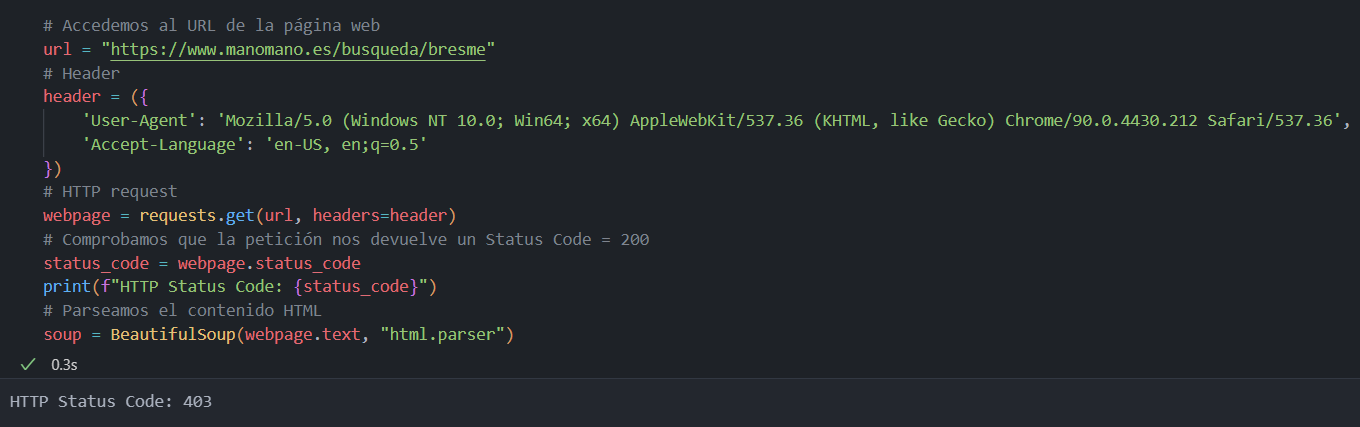 # Accedemos al URL de la página web
url = "https://www.manomano.es/busqueda/bresme"
# Header
header = ({
'User-Agent': 'Mozilla/5.0 (Windows NT 10.0; Win64; x64) AppleWebKit/537.36 (KHTML, like Gecko) Chrome/90.0.4430.212 Safari/537.36',
'Accept-Language': 'en-US, en;q=0.5'
})
# HTTP request
webpage = requests.get(url, headers=header)
# Comprobamos que la petición nos devuelve un Status Code = 200
status_code = webpage.status_code
print(f"HTTP Status Code: {status_code}")
# Parseamos el contenido HTML
soup = BeautifulSoup(webpage.text, "html.parser")
✓ 0.3s
HTTP Status Code: 403